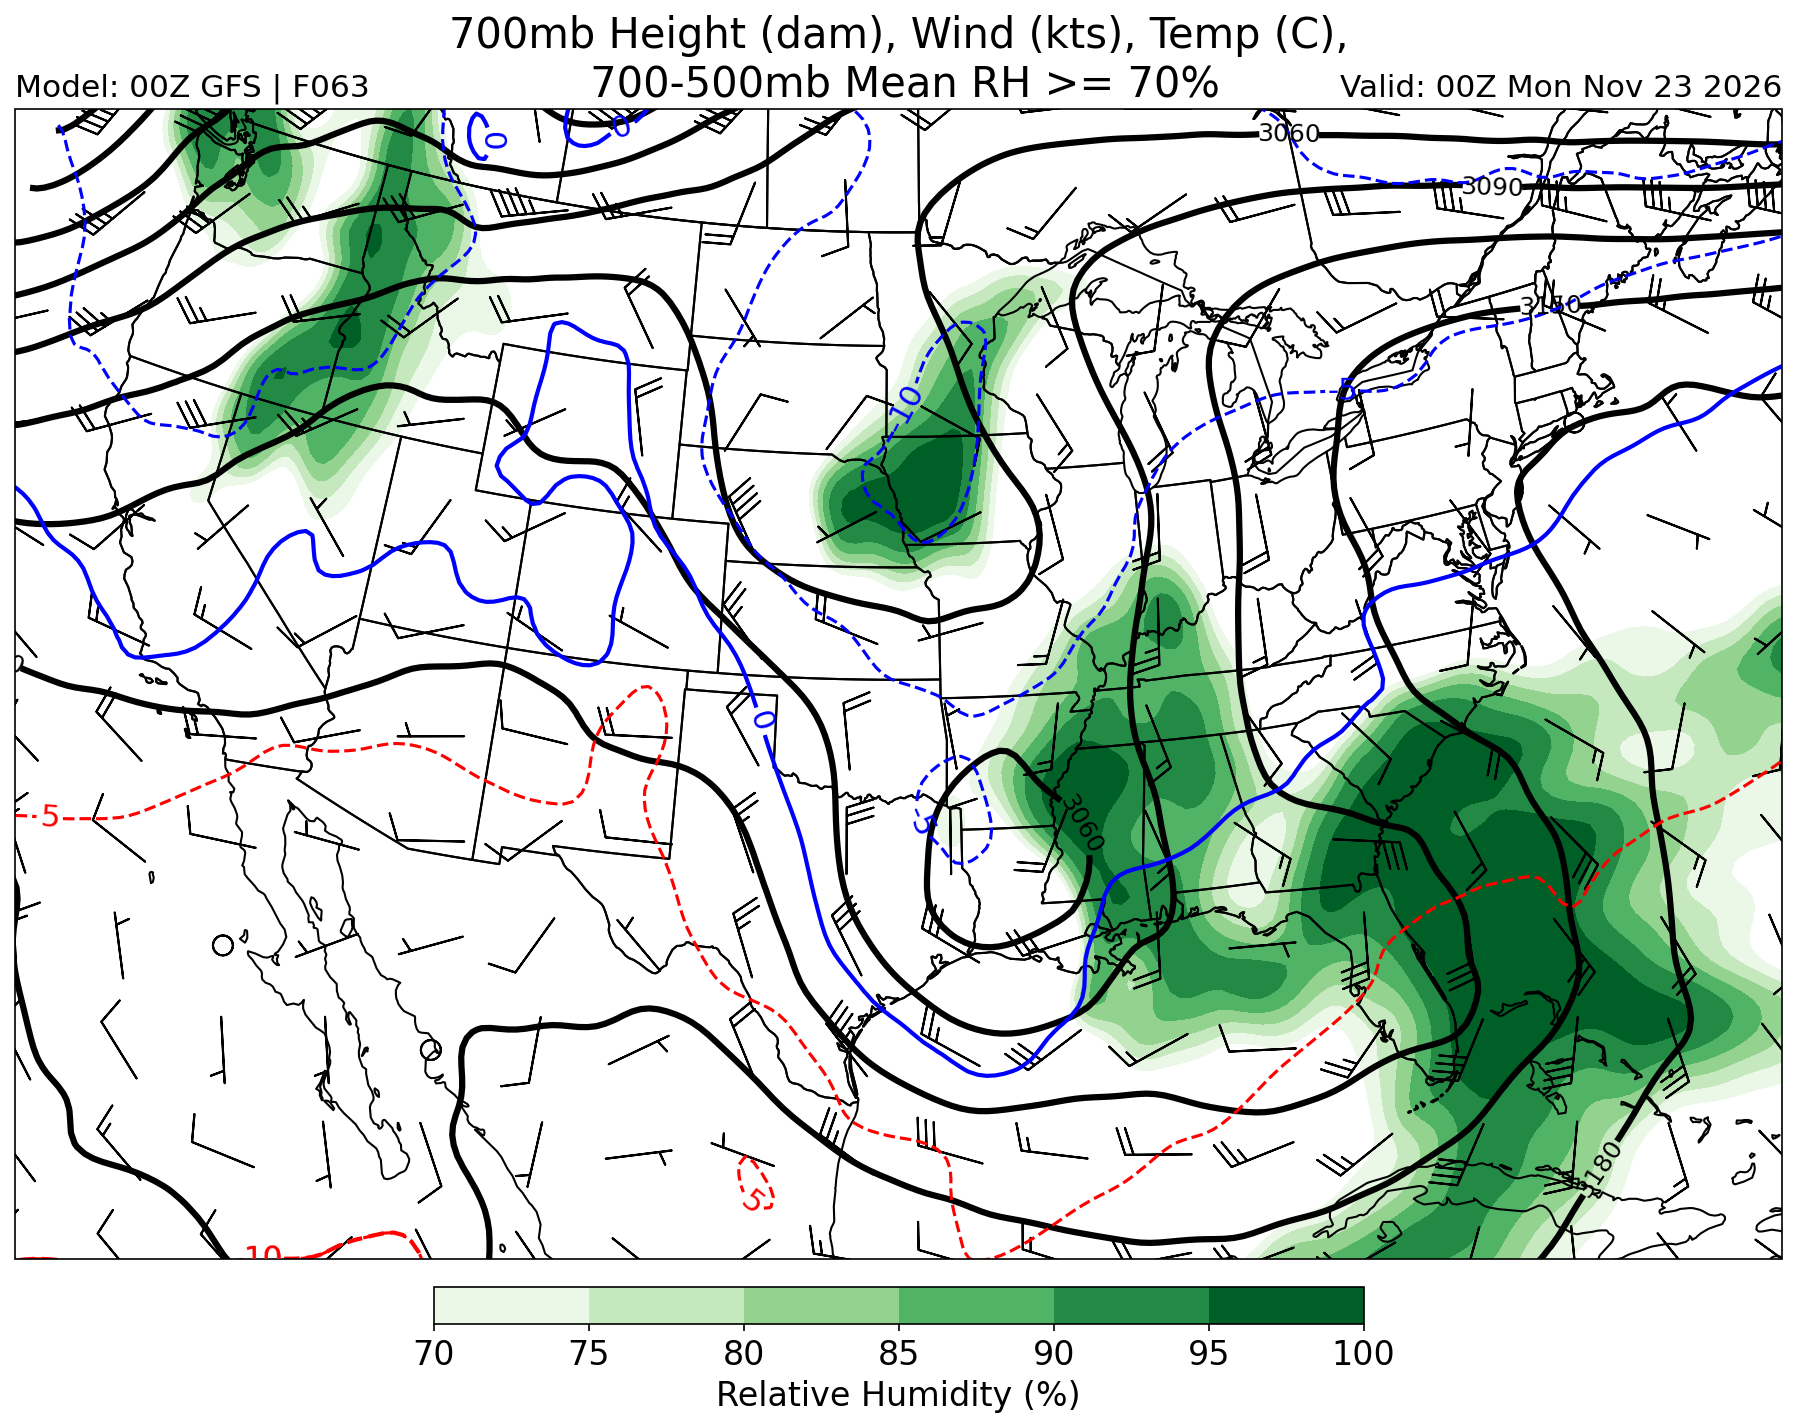 700mb Height (dam), Wind (kts), Temp (C),
700-500mb Mean RH >= 70%
Model: 00Z GFS | F063
Valid: 00Z Mon Nov 23 2026
0
0
3060
3090
5
10
0
5
3060
5
5
10
70 75 80 85 90 95 100
Relative Humidity (%)